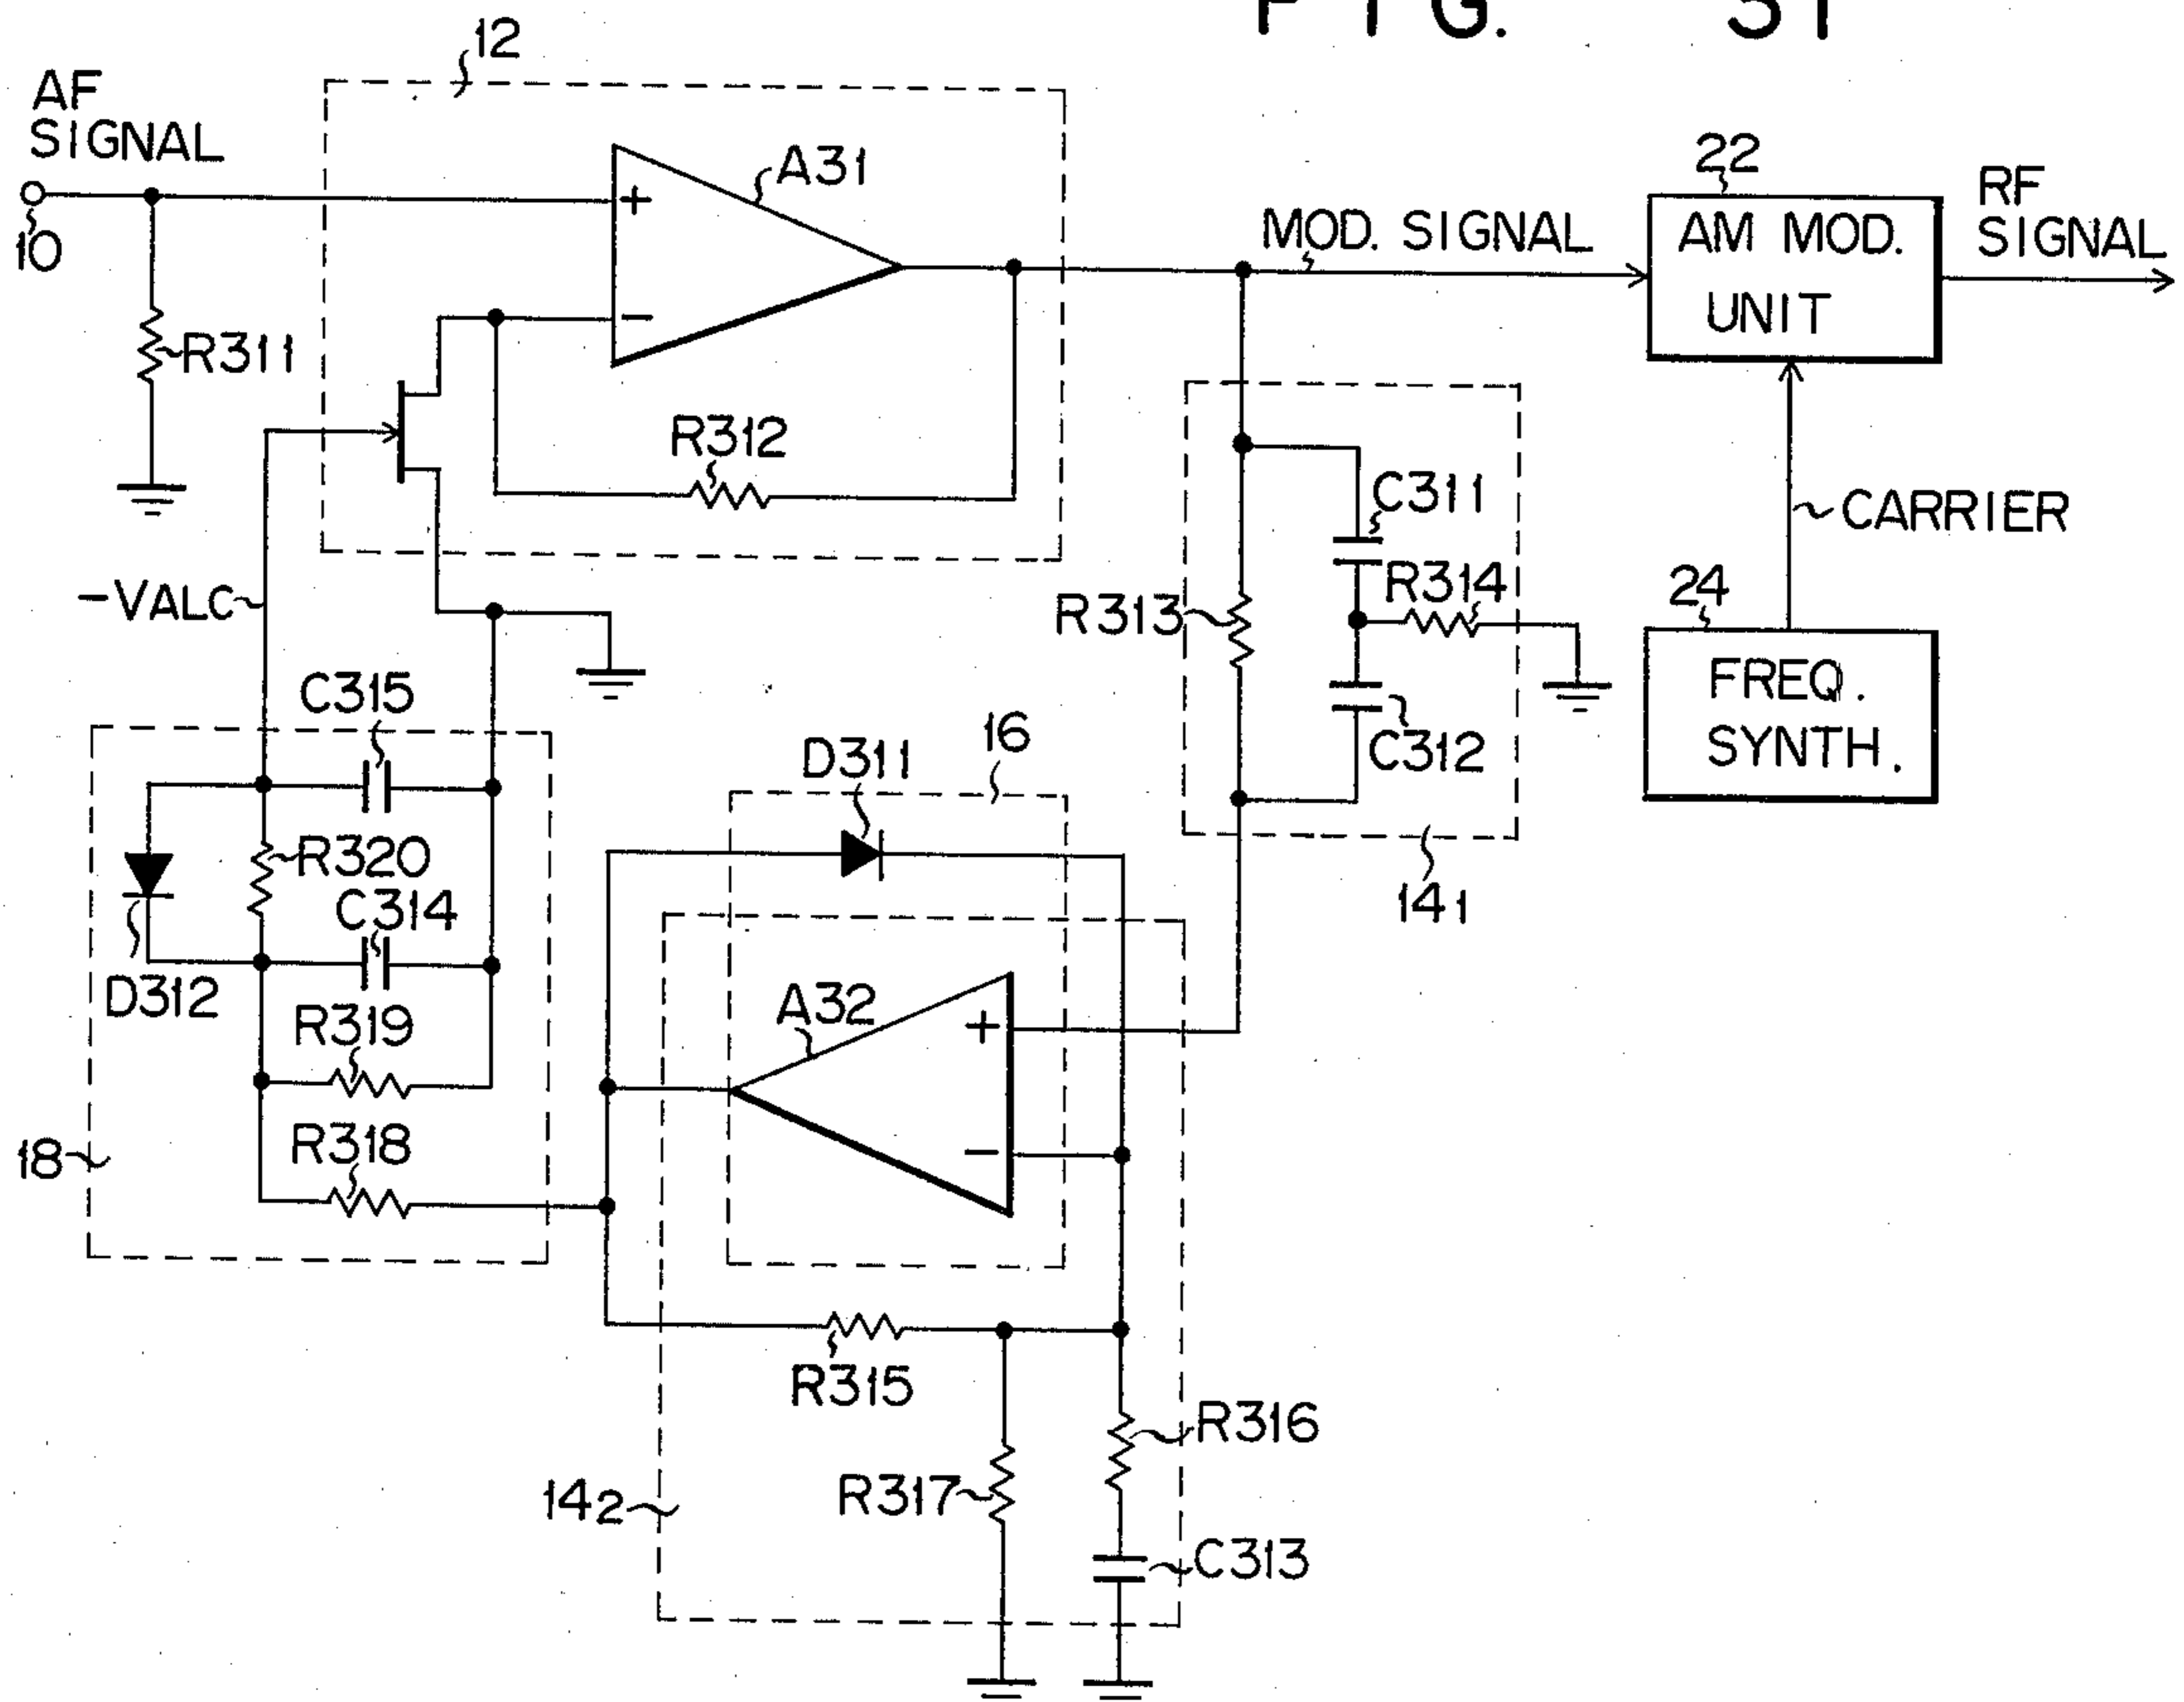 FIG. 31
12
AF
SIGNAL
10
+
A31
−
R311
R312
MOD. SIGNAL
22
AM MOD.
UNIT
RF
SIGNAL
C311
R314
R313
C312
141
CARRIER
24
FREQ.
SYNTH.
-VALC
C315
R320
C314
D312
R319
R318
18
D311
16
A32
+
−
R315
R316
R317
142
C313